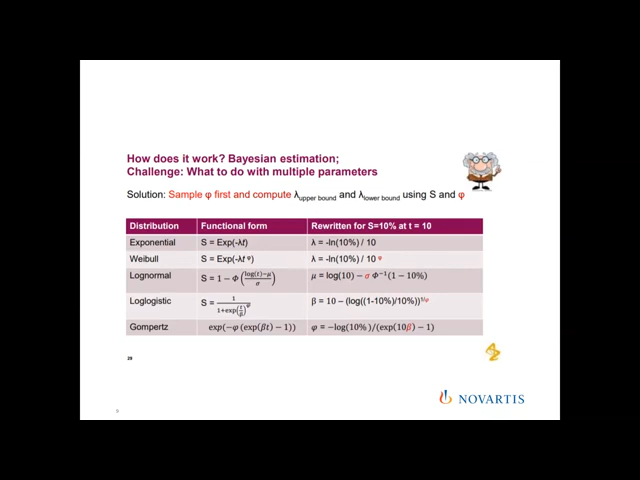 How does it work? Bayesian estimation;
Challenge: What to do with multiple parameters
Solution: Sample φ first and compute λupper bound and λlower bound using S and φ
Distribution Functional form Rewritten for S=10% at t = 10
Exponential S = Exp(-λt) λ = -ln(10%) / 10
Weibull S = Exp(-λt^φ) λ = -ln(10%) / 10^φ
Lognormal S = 1 − Φ((log(t)−μ)/σ) μ = log(10) − σ Φ⁻¹(1 − 10%)
Loglogistic S = 1/(1+exp(t/β)^φ) β = 10 – (log((1-10%)/10%))^1/φ
Gompertz exp(−φ (exp(βt) − 1)) φ = −log(10%)/(exp(10β) − 1)
29
NOVARTIS